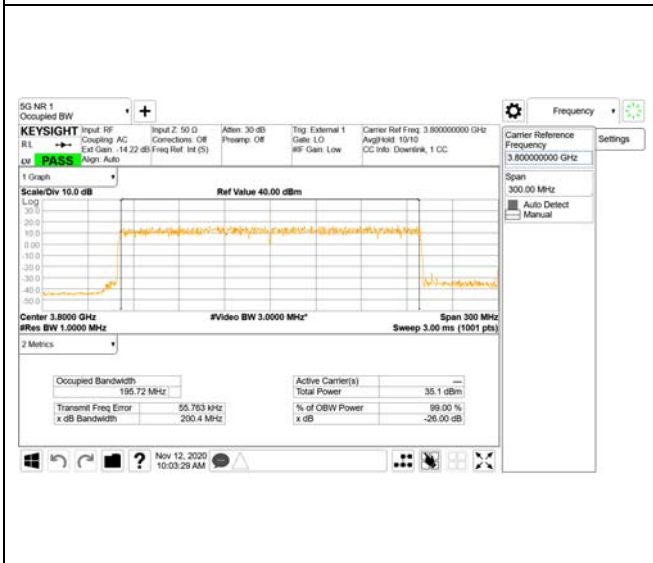 5G NR 1
Occupied BW
+
Frequency
KEYSIGHT Input: RF Input Z: 50 Ω Atten: 30 dB Trig: External 1 Carrier Ref Freq: 3.800000000 GHz
R L Coupling: AC Corrections: Off Preamp: Off Gate: LO Avg|Hold: 10/10
Ext Gain: -14.22 dB Freq Ref: Int (S) #IF Gain: Low CC Info: Downlink, 1 CC
PASS Align: Auto
Carrier Reference
Frequency
3.800000000 GHz
Settings
Span
300.00 MHz
Auto Detect
Manual
1 Graph
Scale/Div 10.0 dB Ref Value 40.00 dBm
Log
30.0
20.0
10.0
0.00
-10.0
-20.0
-30.0
-40.0
-50.0
Center 3.8000 GHz #Video BW 3.0000 MHz* Span 300 MHz
#Res BW 1.0000 MHz Sweep 3.00 ms (1001 pts)
2 Metrics
Occupied Bandwidth Active Carrier(s) ---
195.72 MHz Total Power 35.1 dBm
Transmit Freq Error 55.763 kHz % of OBW Power 99.00 %
x dB Bandwidth 200.4 MHz x dB -26.00 dB
? Nov 12, 2020
10:03:29 AM